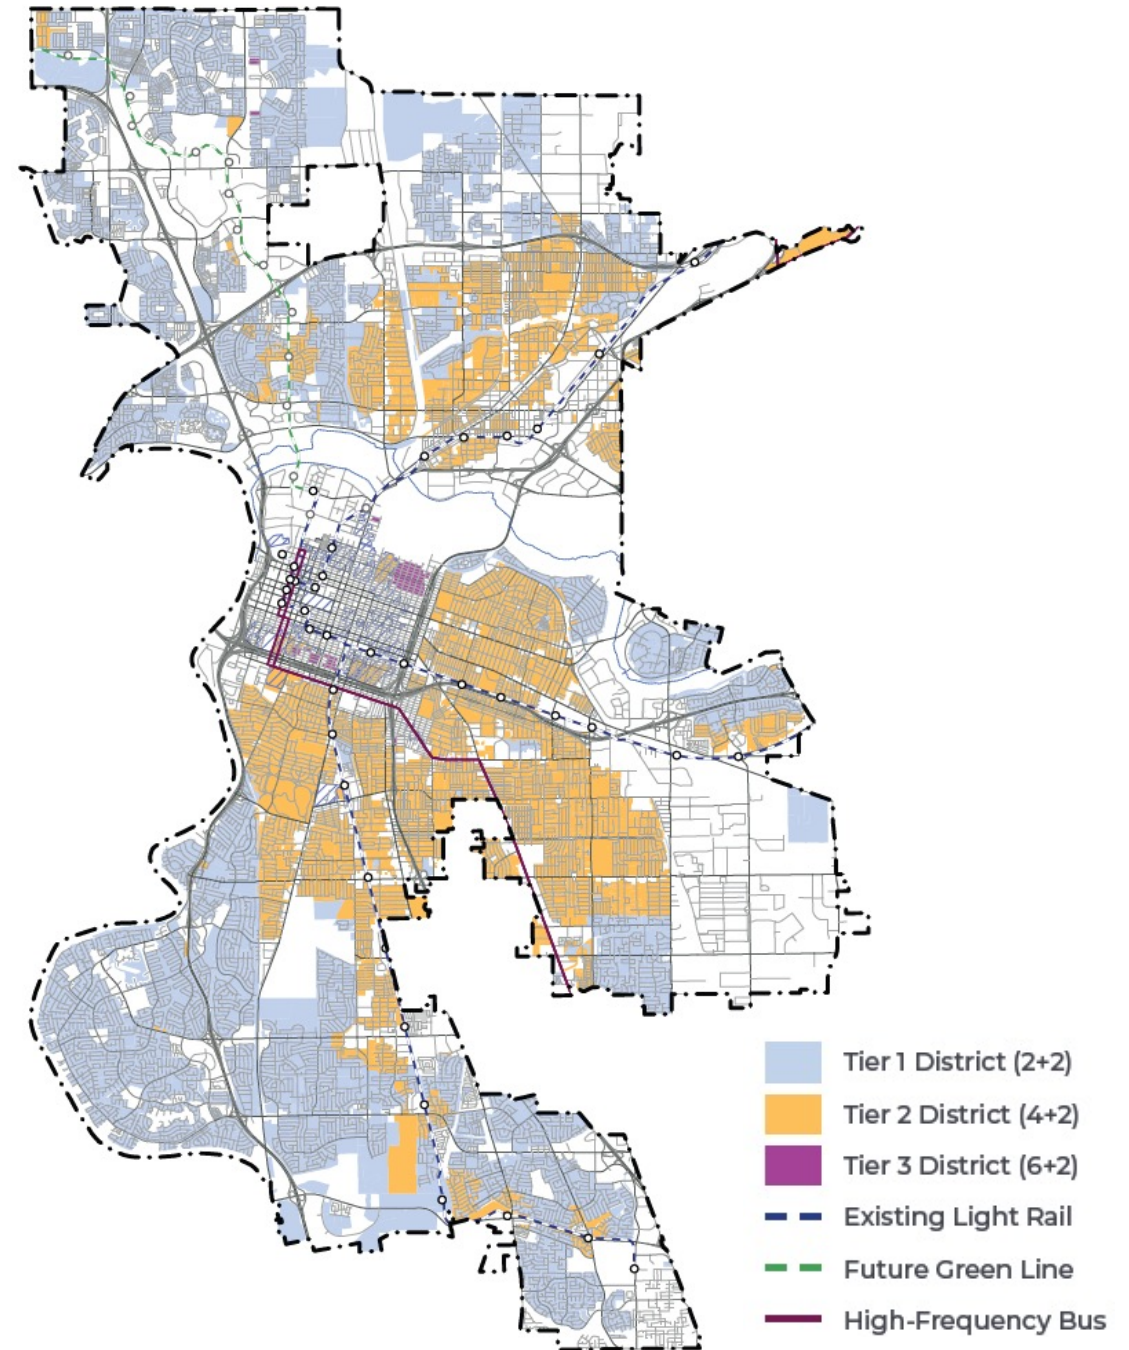 Tier 1 District (2+2)
Tier 2 District (4+2)
Tier 3 District (6+2)
Existing Light Rail
Future Green Line
High-Frequency Bus